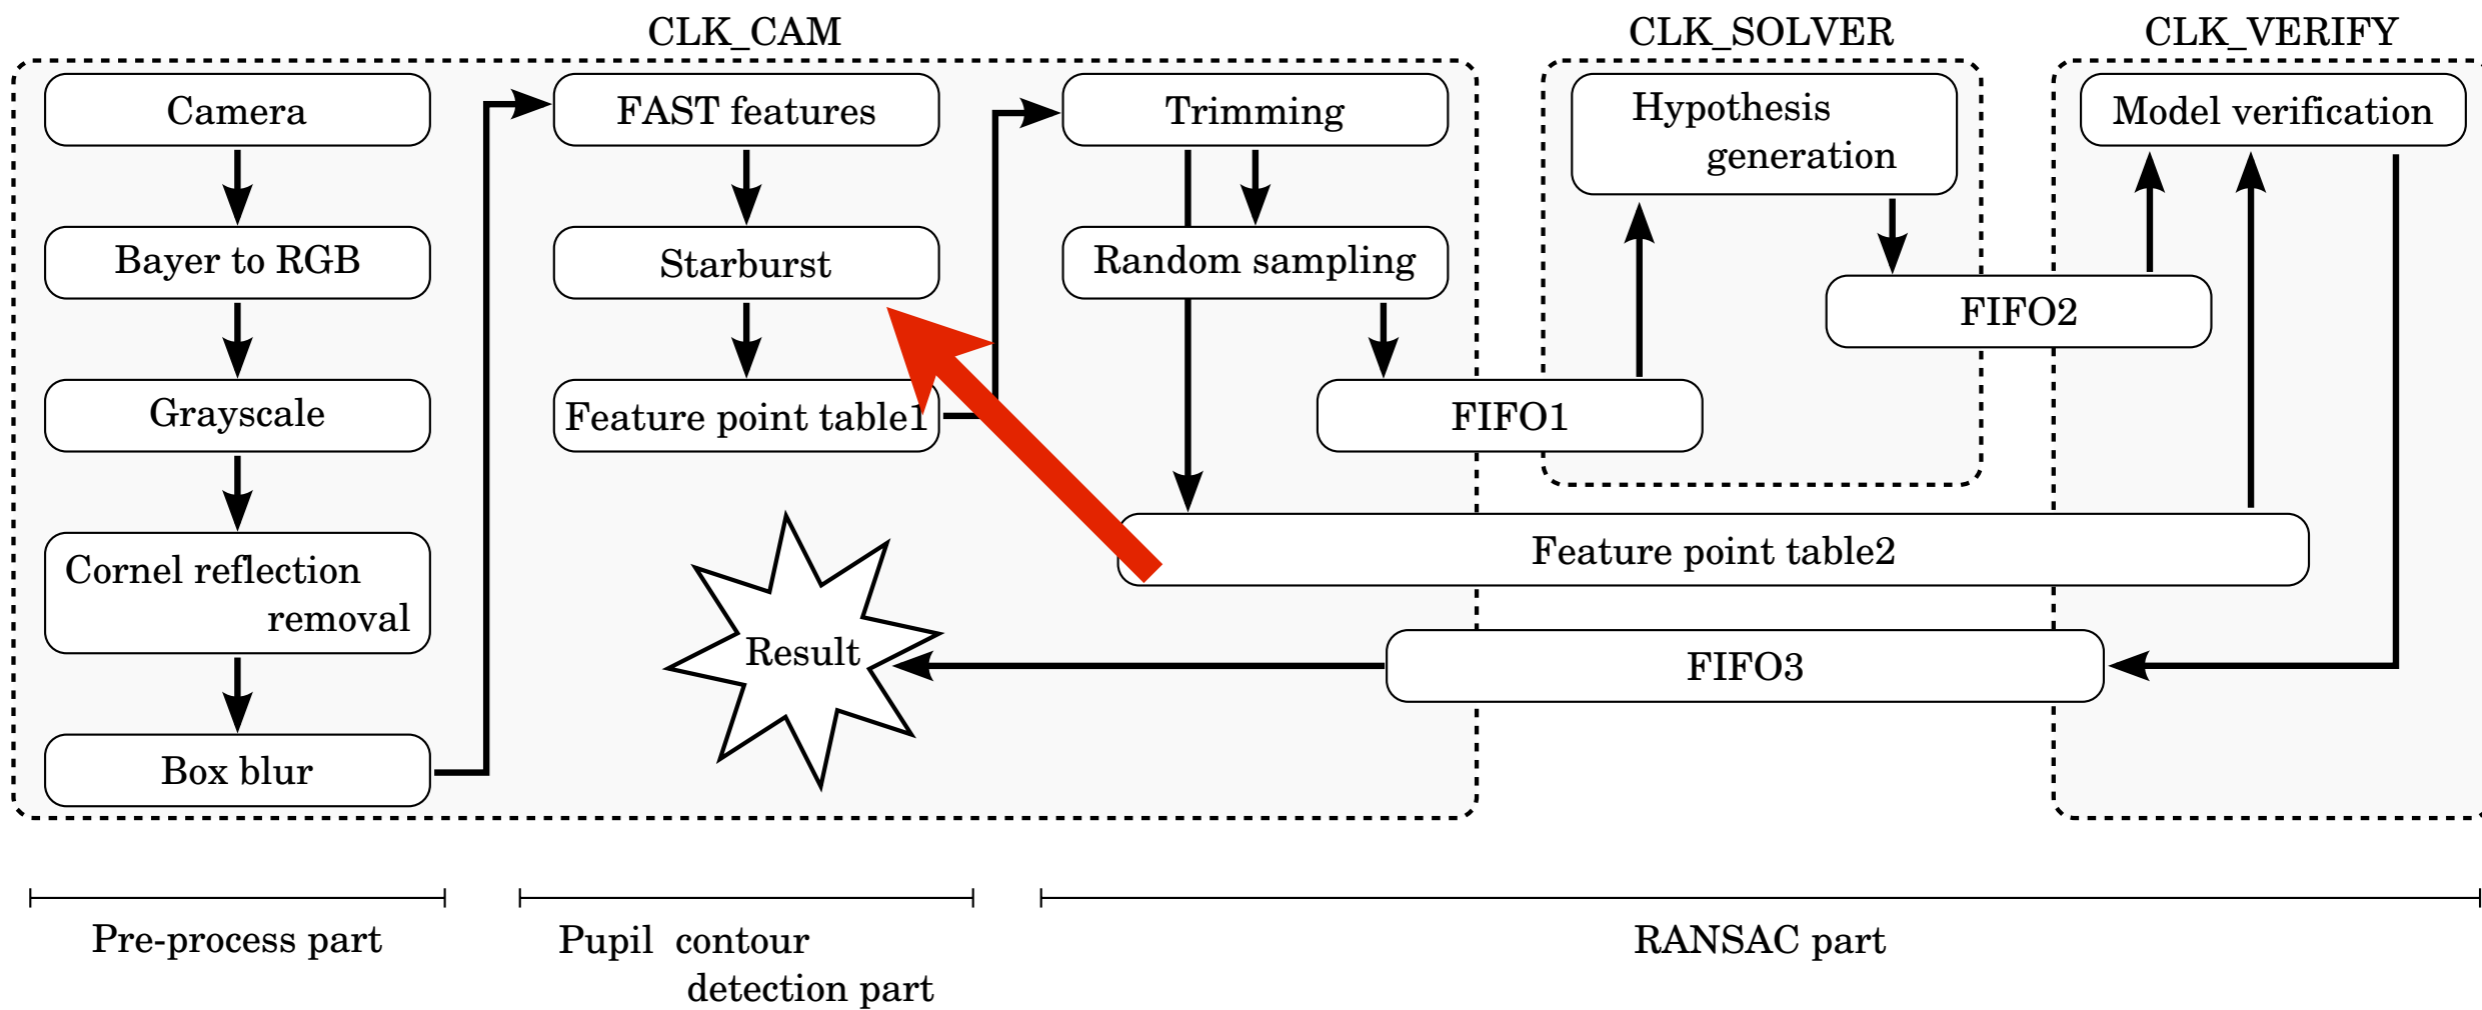 CLK_CAM
CLK_SOLVER
CLK_VERIFY
Camera
Bayer to RGB
Grayscale
Cornel reflection
removal
Box blur
FAST features
Starburst
Feature point table1
Trimming
Random sampling
FIFO1
Hypothesis
generation
FIFO2
Model verification
Feature point table2
FIFO3
Result
Pre-process part
Pupil contour
detection part
RANSAC part